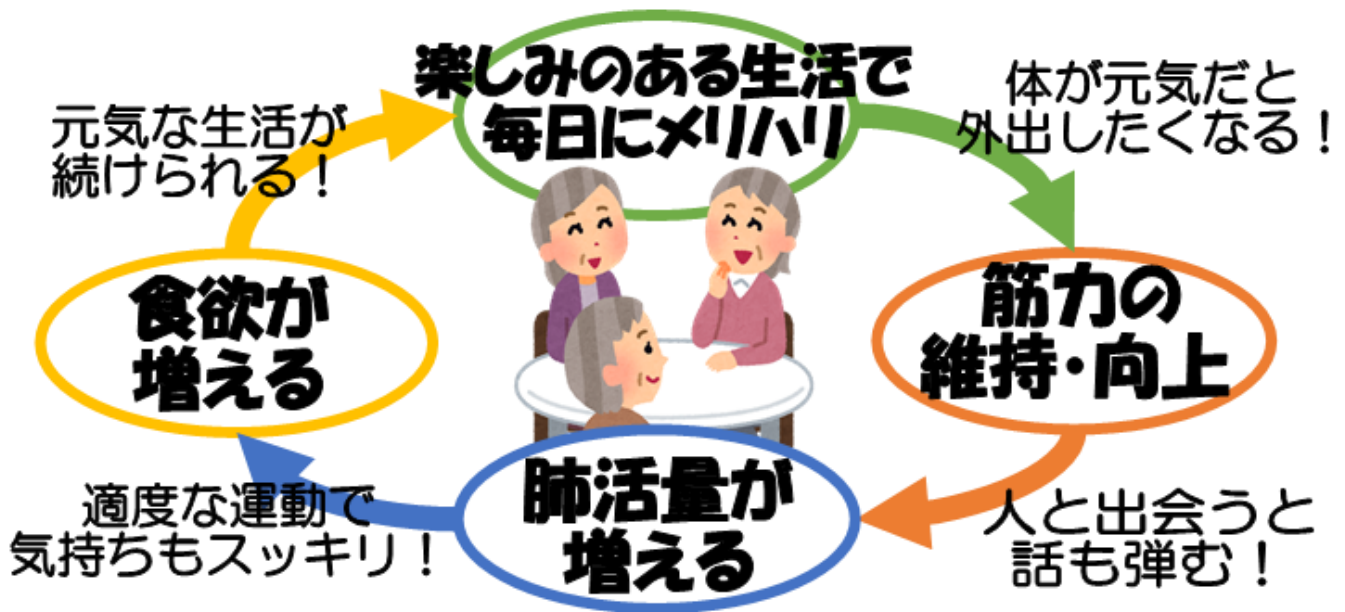 楽しみのある生活で
毎日にメリハリ
体が元気だと
外出したくなる！
筋力の
維持・向上
人と出会うと
話も弾む！
肺活量が
増える
適度な運動で
気持ちもスッキリ！
食欲が
増える
元気な生活が
続けられる！